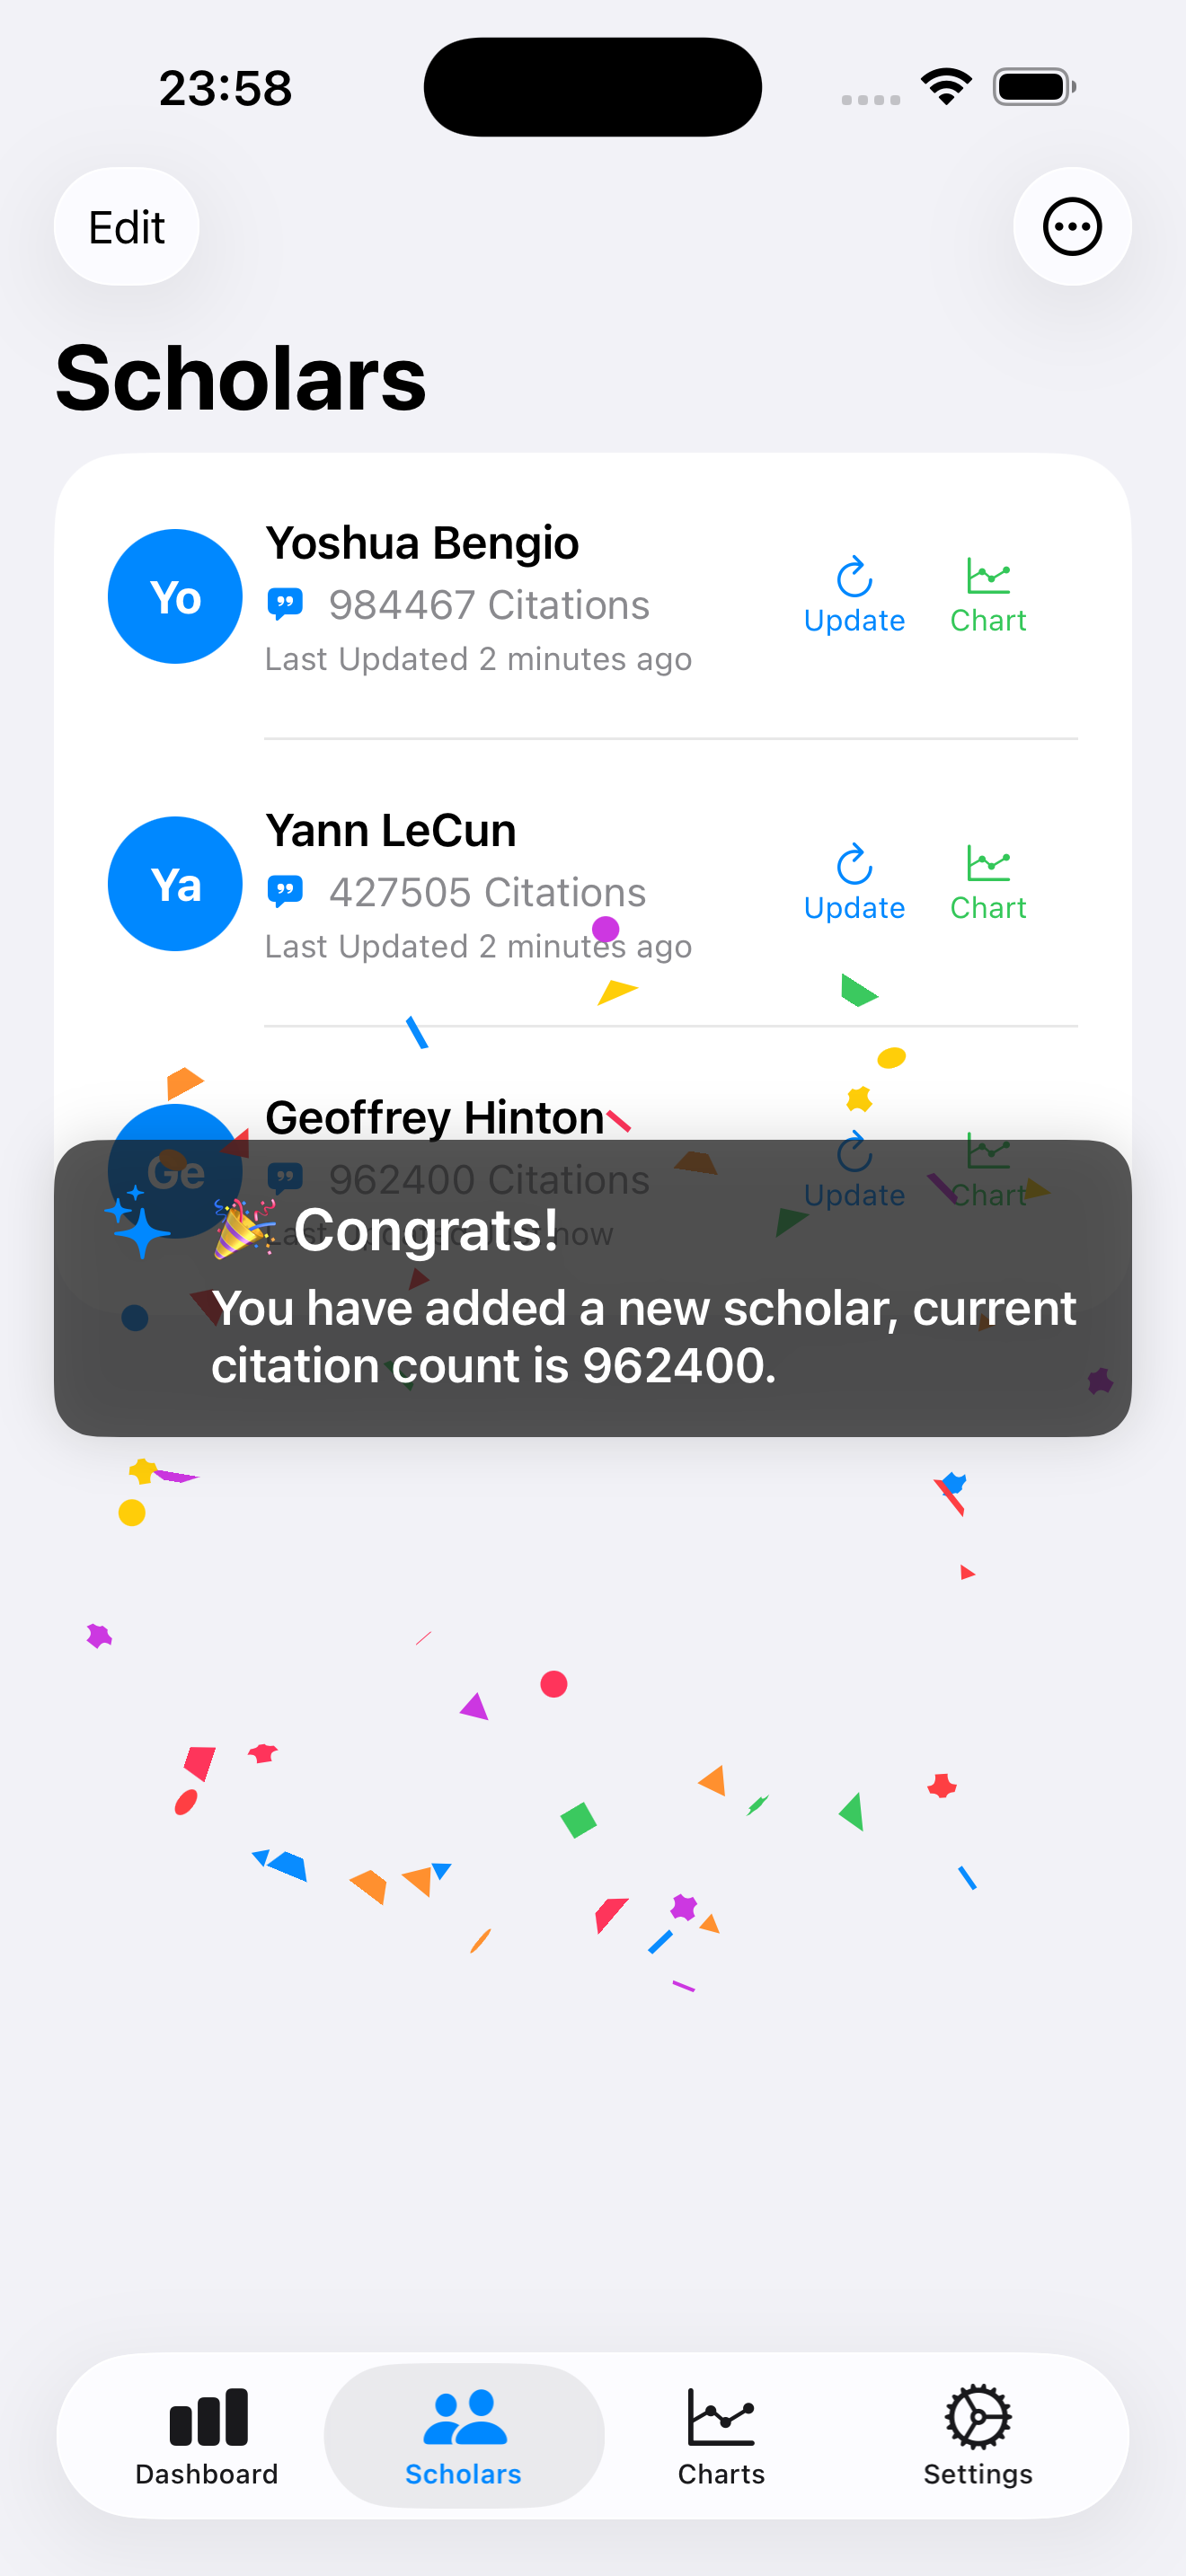 23:58
Edit
Scholars
Yo
Yoshua Bengio
984467 Citations
Last Updated 2 minutes ago
Update
Chart
Ya
Yann LeCun
427505 Citations
Last Updated 2 minutes ago
Update
Chart
Ge
Geoffrey Hinton
962400 Citations
Update
Chart
Last Updated just now
🎉 Congrats!
You have added a new scholar, current
citation count is 962400.
Dashboard
Scholars
Charts
Settings